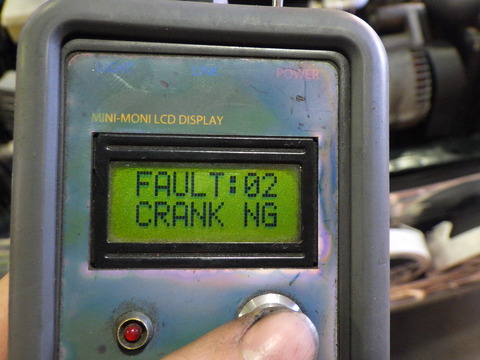 POWER
MINI-MONI LCD DISPLAY
FAULT:02
CRANK NG